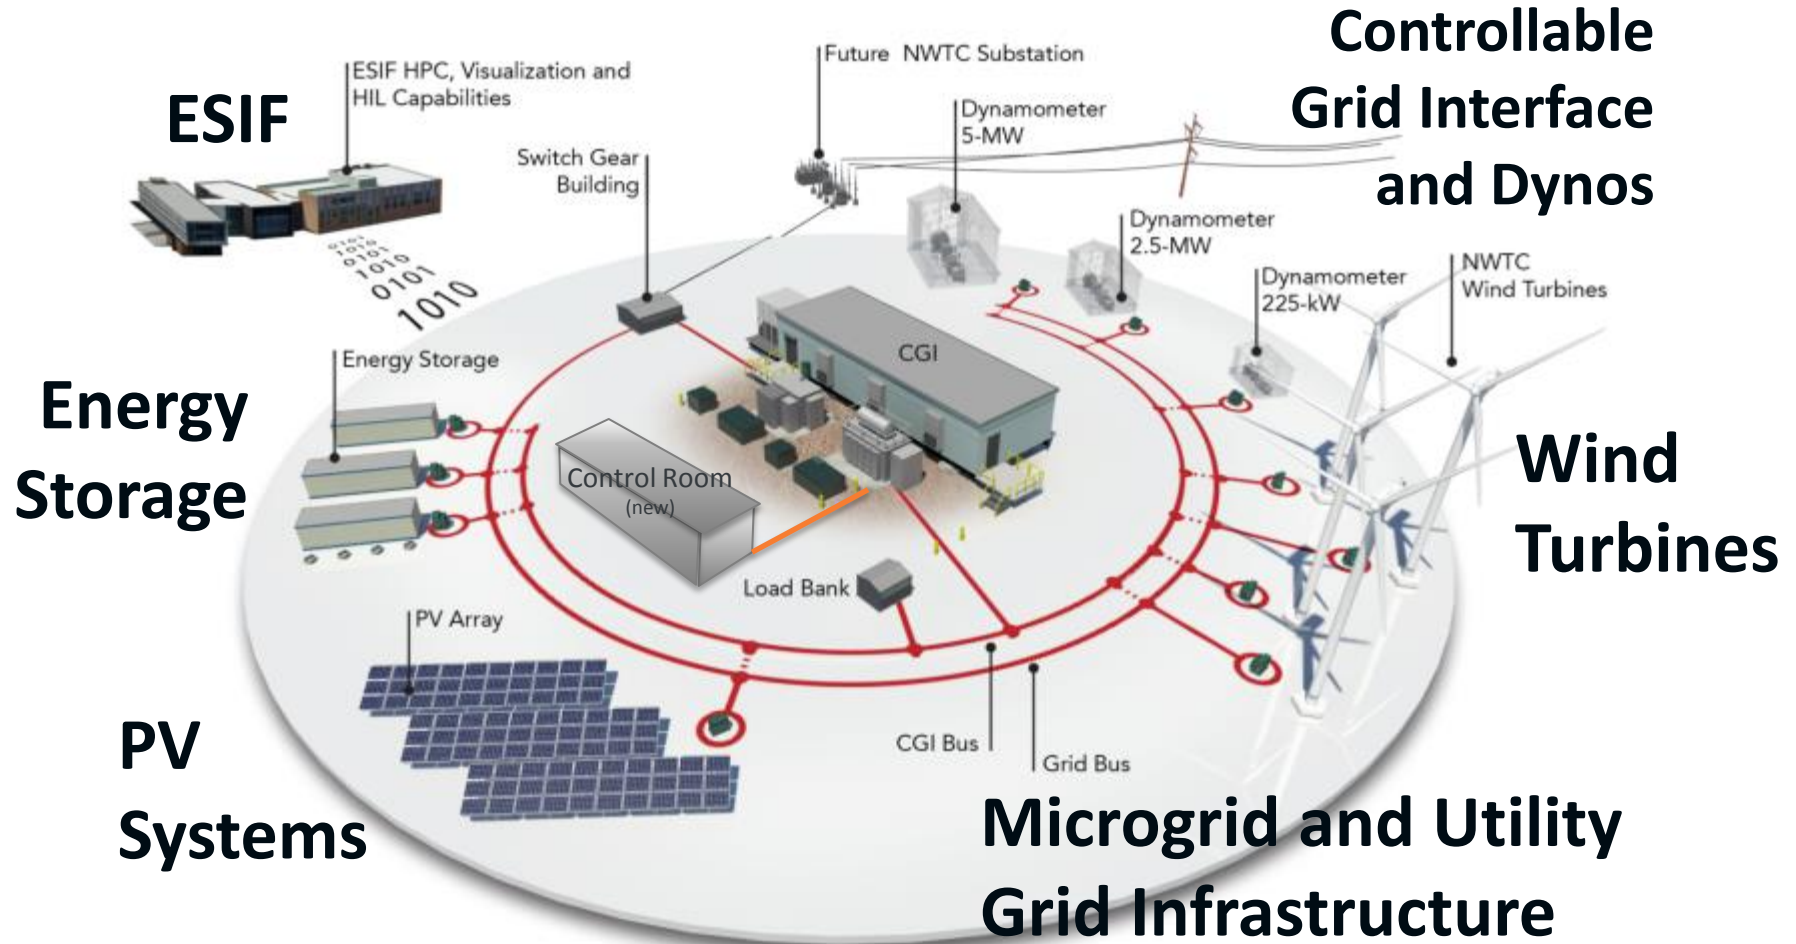 Controllable
Grid Interface
and Dynos
ESIF
ESIF HPC, Visualization and
HIL Capabilities
Future NWTC Substation
Dynamometer
5-MW
Switch Gear
Building
Dynamometer
2.5-MW
Dynamometer
225-kW
NWTC
Wind Turbines
0101
1010
0101
1010
0101
1010
CGI
Energy Storage
Energy
Storage
Control Room
(new)
Wind
Turbines
Load Bank
PV Array
PV
Systems
CGI Bus
Grid Bus
Microgrid and Utility
Grid Infrastructure